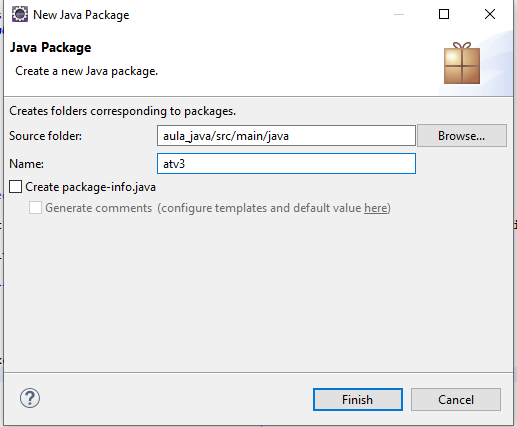 New Java Package
Java Package
Create a new Java package.
Creates folders corresponding to packages.
Source folder: aula_java/src/main/java Browse...
Name: atv3
Create package-info.java
Generate comments (configure templates and default value here)
Finish Cancel